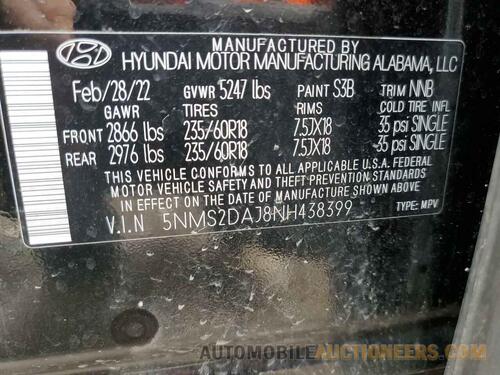 MANUFACTURED BY
HYUNDAI MOTOR MANUFACTURING ALABAMA, LLC
Feb/28/22 GVWR 5247 lbs PAINT S3B TRIM NNB
GAWR TIRES RIMS COLD TIRE INFL
FRONT 2866 lbs 235/60R18 7.5JX18 35 psi SINGLE
REAR 2976 lbs 235/60R18 7.5JX18 35 psi SINGLE
THIS VEHICLE CONFORMS TO ALL APPLICABLE U.S.A. FEDERAL
MOTOR VEHICLE SAFETY AND THEFT PREVENTION STANDARDS
IN EFFECT ON THE DATE OF MANUFACTURE SHOWN ABOVE.
V.I.N 5NMS2DAJ8NH438399 TYPE: MPV
AUTOMOBILE-AUCTIONEERS.COM